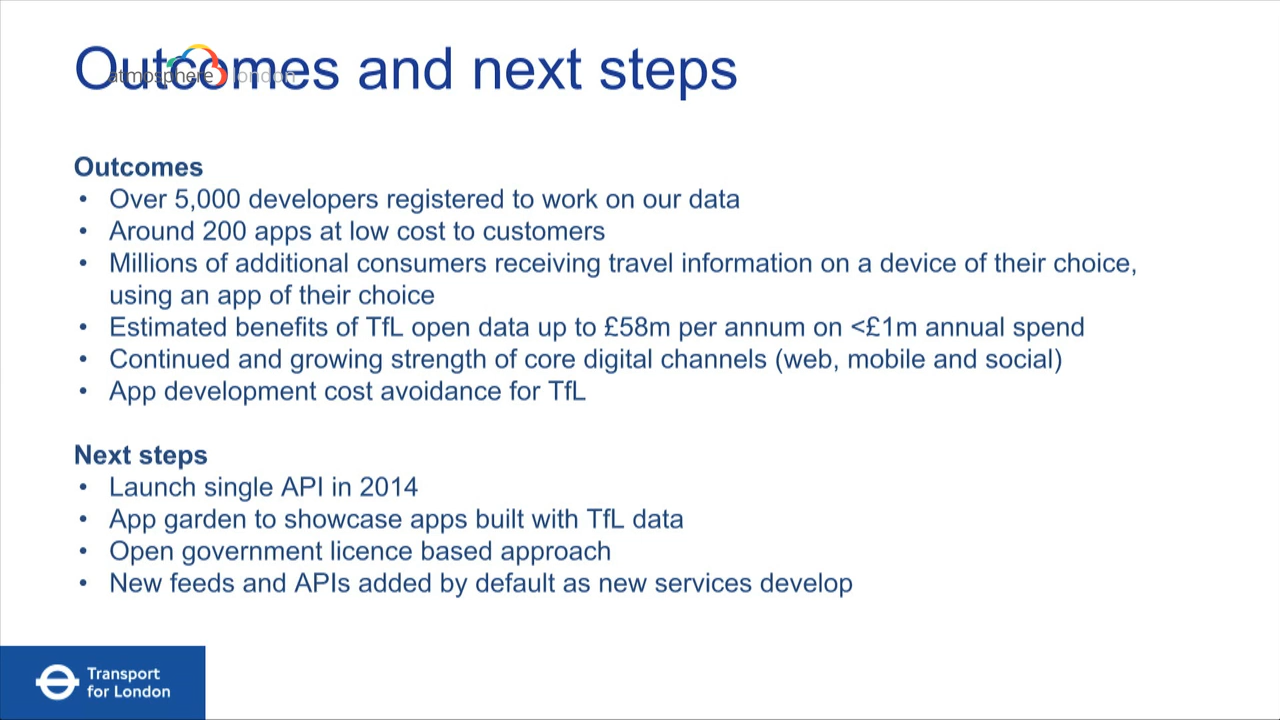 Outcomes and next steps
atmosphere london
Outcomes
• Over 5,000 developers registered to work on our data
• Around 200 apps at low cost to customers
• Millions of additional consumers receiving travel information on a device of their choice,
using an app of their choice
• Estimated benefits of TfL open data up to £58m per annum on <£1m annual spend
• Continued and growing strength of core digital channels (web, mobile and social)
• App development cost avoidance for TfL
Next steps
• Launch single API in 2014
• App garden to showcase apps built with TfL data
• Open government licence based approach
• New feeds and APIs added by default as new services develop
Transport
for London